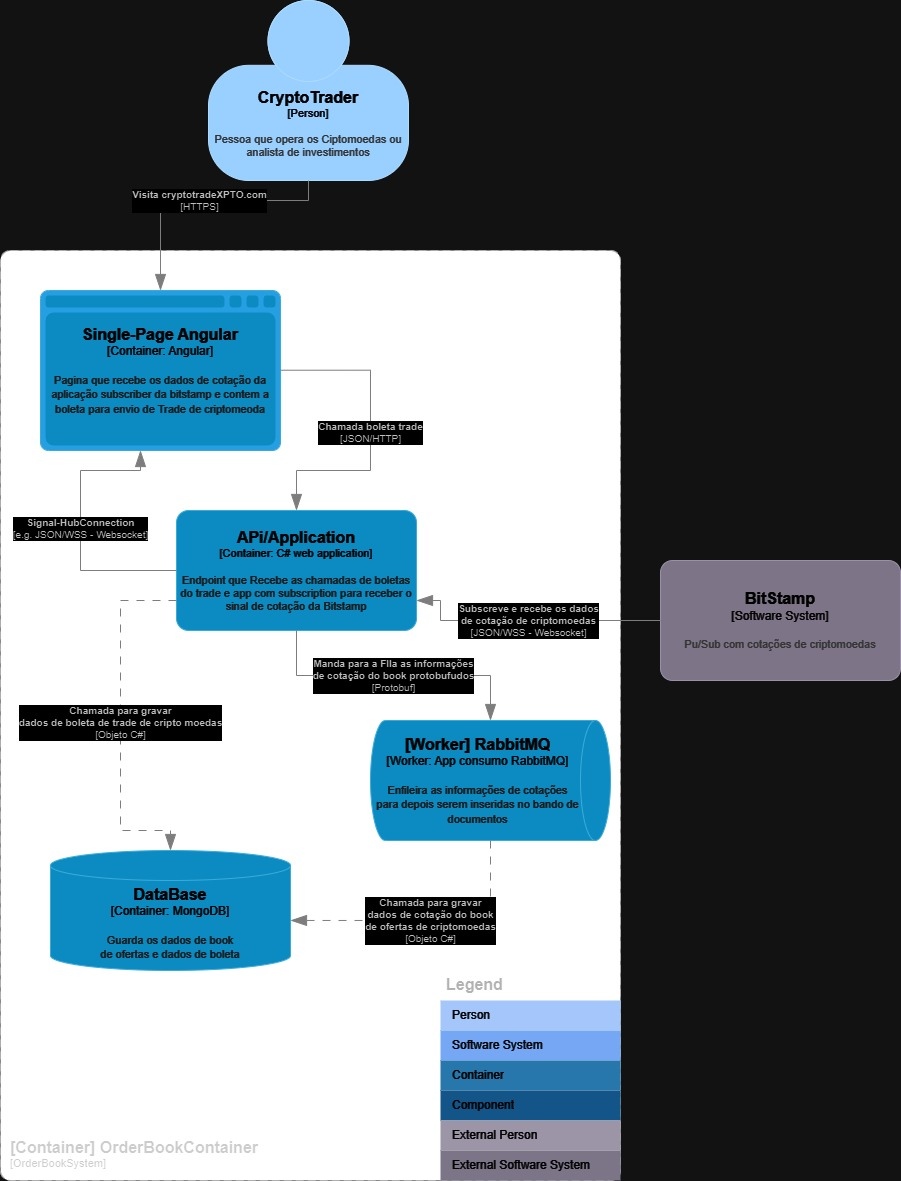 CryptoTrader
[Person]
Pessoa que opera os Ciptomoedas ou
analista de investimentos
Visita cryptotradeXPTO.com
[HTTPS]
Single-Page Angular
[Container: Angular]
Pagina que recebe os dados de cotação da
aplicação subscriber da bitstamp e contem a
boleta para envio de Trade de criptomeoda
Chamada boleta trade
[JSON/HTTP]
Signal-HubConnection
[e.g. JSON/WSS - Websocket]
APi/Application
[Container: C# web application]
Endpoint que Recebe as chamadas de boletas
do trade e app com subscription para receber o
sinal de cotação da Bitstamp
Subscreve e recebe os dados
de cotação de criptomoedas
[JSON/WSS - Websocket]
BitStamp
[Software System]
Pu/Sub com cotações de criptomoedas
Manda para a FIla as informações
de cotação do book protobufudos
[Protobuf]
Chamada para gravar
dados de boleta de trade de cripto moedas
[Objeto C#]
[Worker] RabbitMQ
[Worker: App consumo RabbitMQ]
Enfileira as informações de cotações
para depois serem inseridas no bando de
documentos
DataBase
[Container: MongoDB]
Guarda os dados de book
de ofertas e dados de boleta
Chamada para gravar
dados de cotação do book
de ofertas de criptomoedas
[Objeto C#]
Legend
Person
Software System
Container
Component
External Person
External Software System
[Container] OrderBookContainer
[OrderBookSystem]